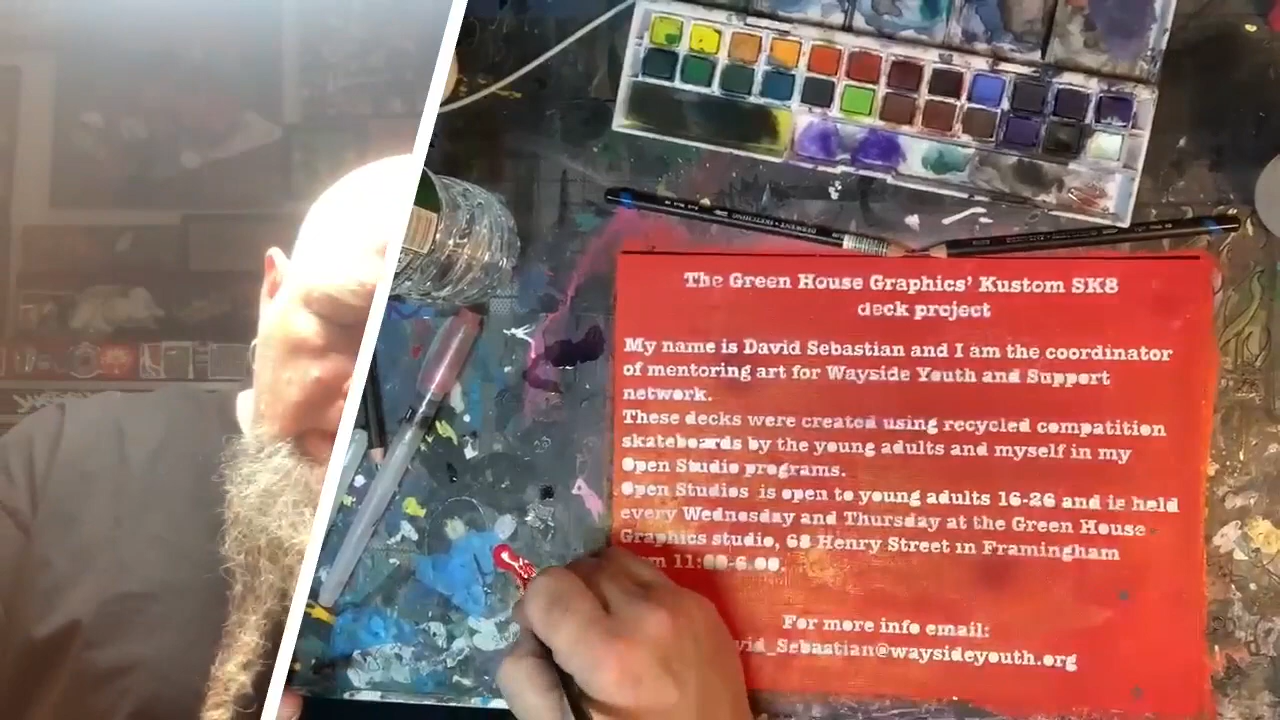 The Green House Graphics' Kustom SK8
deck project
My name is David Sebastian and I am the coordinator
of mentoring art for Wayside Youth and Support
network.
These decks were created using recycled compatition
skateboards by the young adults and myself in my
Open Studio programs.
Open Studios is open to young adults 16-26 and is held
every Wednesday and Thursday at the Green House
Graphics studio, 68 Henry Street in Framingham
11:00-6.00.
For more info email:
vid_Sebastian@waysideyouth.org